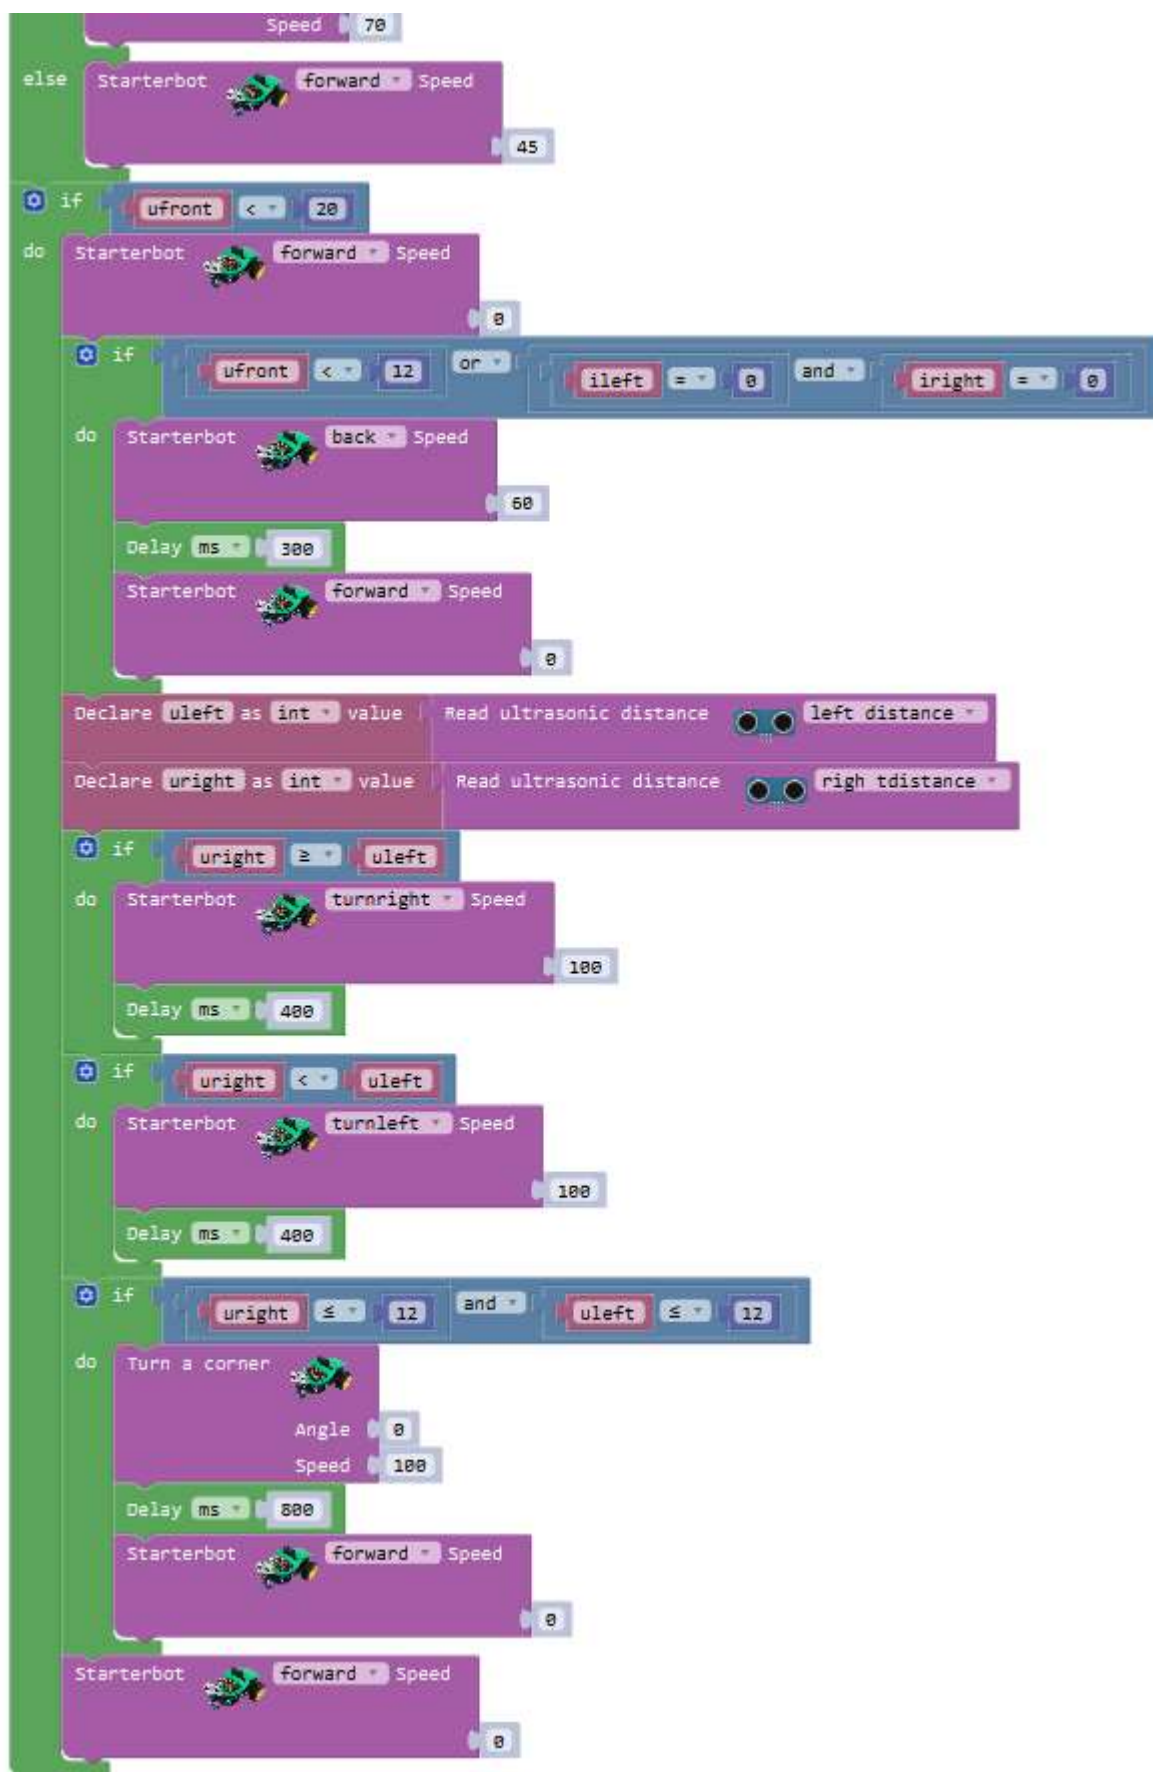 Speed 70
else Starterbot forward Speed
45
if ufront < 20
do Starterbot forward Speed
0
if ufront < 12 or ileft = 0 and iright = 0
do Starterbot back Speed
60
Delay ms 300
Starterbot forward Speed
0
Declare uleft as int value Read ultrasonic distance left distance
Declare uright as int value Read ultrasonic distance righ tdistance
if uright ≥ uleft
do Starterbot turnright Speed
100
Delay ms 400
if uright < uleft
do Starterbot turnleft Speed
100
Delay ms 400
if uright ≤ 12 and uleft ≤ 12
do Turn a corner
Angle 0
Speed 100
Delay ms 800
Starterbot forward Speed
0
Starterbot forward Speed
0